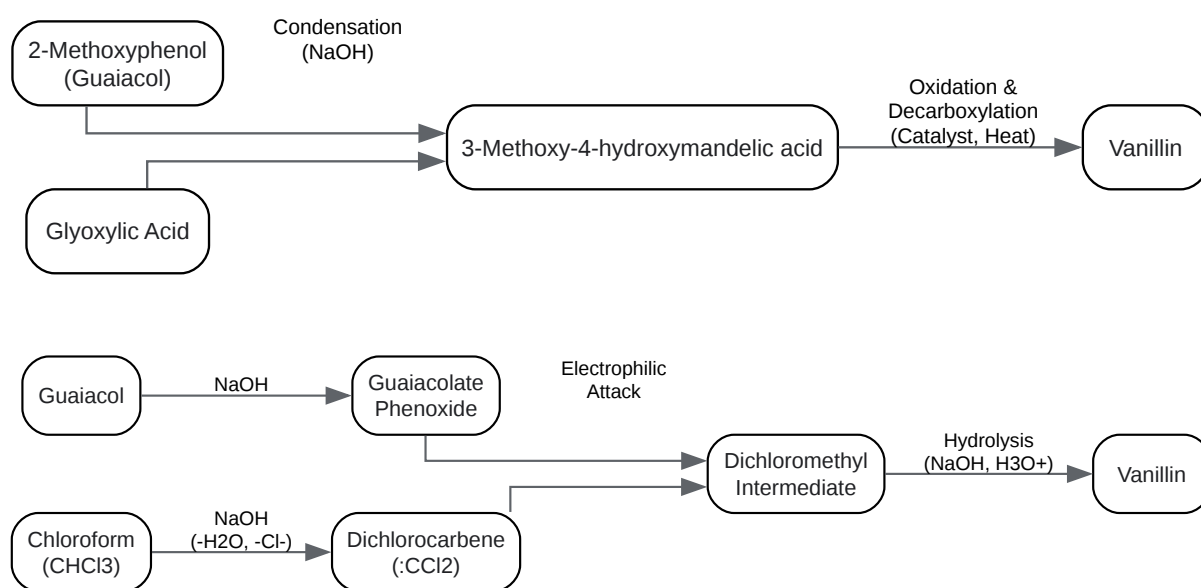 2-Methoxyphenol
(Guaiacol)
Condensation
(NaOH)
Glyoxylic Acid
3-Methoxy-4-hydroxymandelic acid
Oxidation &
Decarboxylation
(Catalyst, Heat)
Vanillin
Guaiacol
NaOH
Guaiacolate
Phenoxide
Electrophilic
Attack
Chloroform
(CHCl3)
NaOH
(-H2O, -Cl-)
Dichlorocarbene
(:CCl2)
Dichloromethyl
Intermediate
Hydrolysis
(NaOH, H3O+)
Vanillin